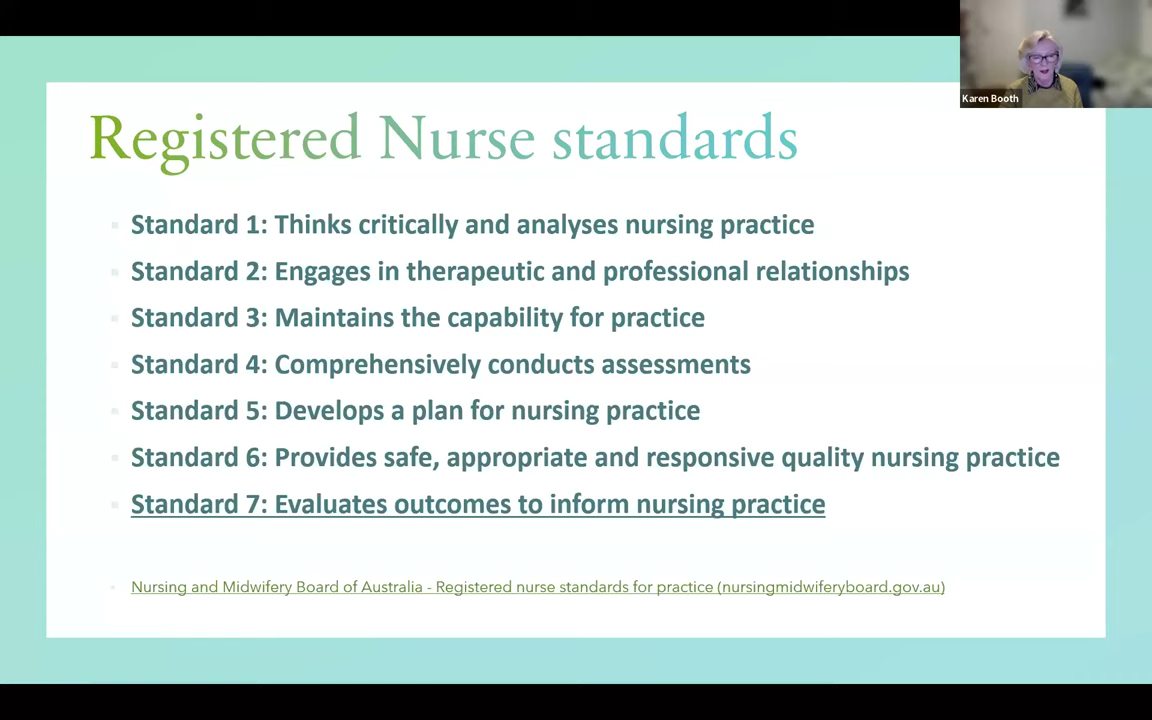 Karen Booth
Registered Nurse standards
Standard 1: Thinks critically and analyses nursing practice
Standard 2: Engages in therapeutic and professional relationships
Standard 3: Maintains the capability for practice
Standard 4: Comprehensively conducts assessments
Standard 5: Develops a plan for nursing practice
Standard 6: Provides safe, appropriate and responsive quality nursing practice
Standard 7: Evaluates outcomes to inform nursing practice
Nursing and Midwifery Board of Australia - Registered nurse standards for practice (nursingmidwiferyboard.gov.au)